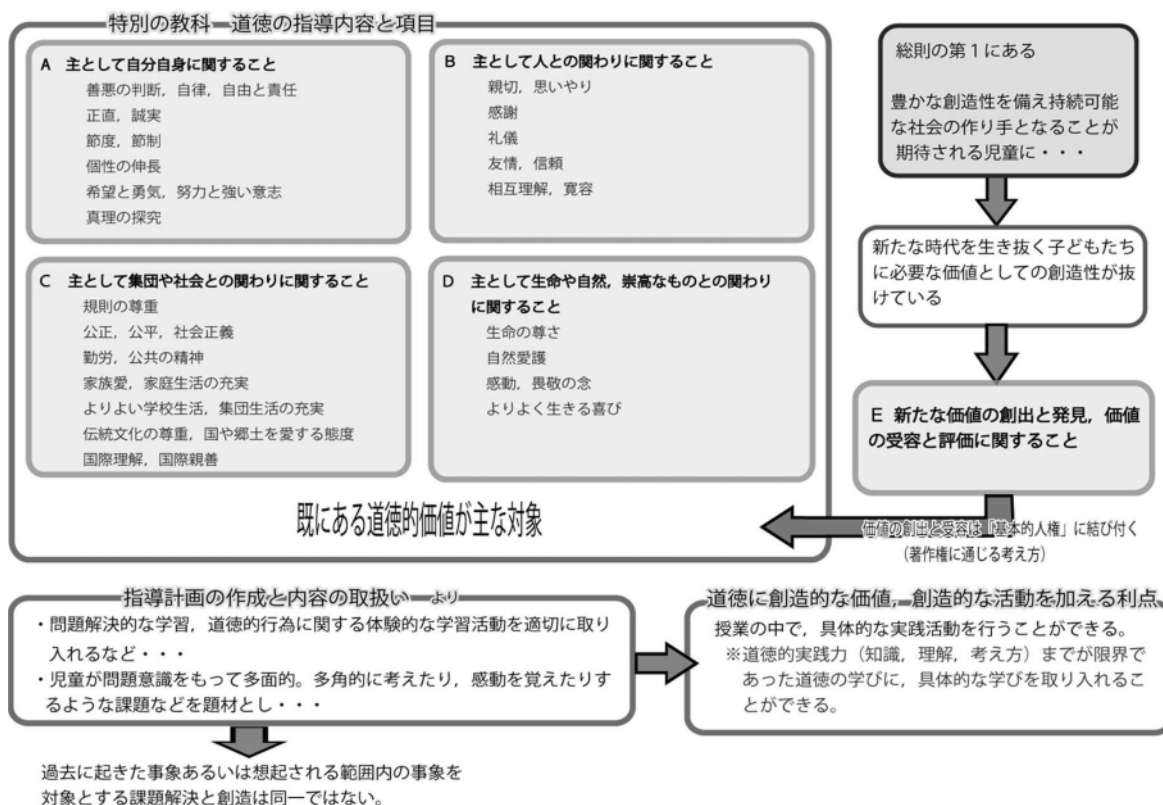 特別の教科 道徳の指導内容と項目
A 主として自分自身に関すること
善悪の判断，自律，自由と責任
正直，誠実
節度，節制
個性の伸長
希望と勇気，努力と強い意志
真理の探究
B 主として人との関わりに関すること
親切，思いやり
感謝
礼儀
友情，信頼
相互理解，寛容
C 主として集団や社会との関わりに関すること
規則の尊重
公正，公平，社会正義
勤労，公共の精神
家族愛，家庭生活の充実
よりよい学校生活，集団生活の充実
伝統文化の尊重，国や郷土を愛する態度
国際理解，国際親善
D 主として生命や自然，崇高なものとの関わり
に関すること
生命の尊さ
自然愛護
感動，畏敬の念
よりよく生きる喜び
既にある道徳的価値が主な対象
総則の第１にある
豊かな創造性を備え持続可能
な社会の作り手となることが
期待される児童に・・・
新たな時代を生き抜く子どもたち
に必要な価値としての創造性が抜
けている
E 新たな価値の創出と発見，価値
の受容と評価に関すること
価値の創出と受容は「基本的人権」に結び付く
（著作権に通じる考え方）
指導計画の作成と内容の取�い より
・問題解決的な学習，道徳的行為に関する体験的な学習活動を適切に取り
入れるなど・・・
・児童が問題意識をもって多面的。多角的に考えたり，感動を覚えたりす
るような課題などを題材とし・・・
過去に起きた事象あるいは想起される範囲内の事象を
対象とする課題解決と創造は同一ではない。
道徳に創造的な価値，創造的な活動を加える利点
授業の中で，具体的な実践活動を行うことができる。
※道徳的実践力（知識，理解，考え方）までが限界で
あった道徳の学びに，具体的な学びを取り入れるこ
とができる。